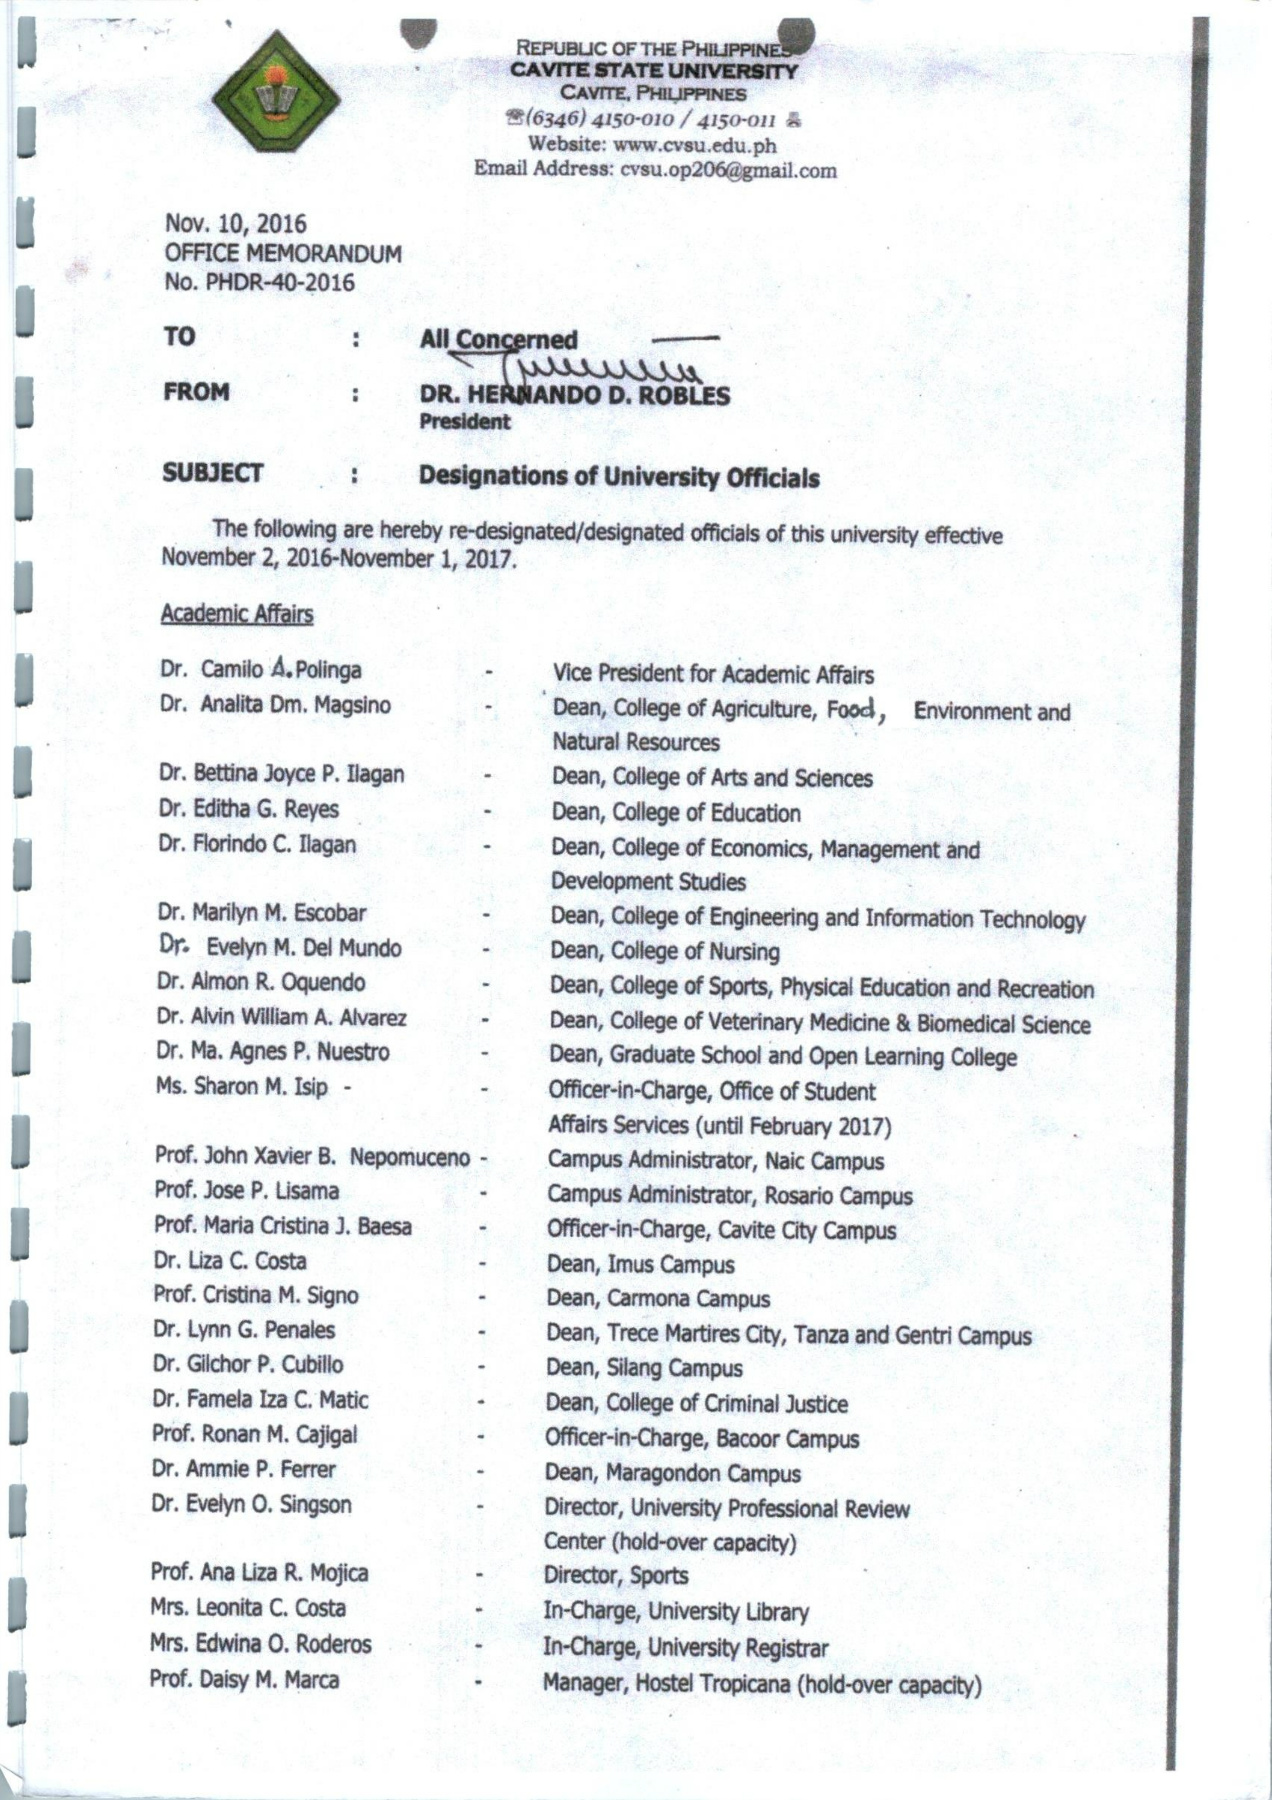 REPUBLIC OF THE PHILIPPINES
CAVITE STATE UNIVERSITY
CAVITE, PHILIPPINES
☎(6346) 4150-010 / 4150-011
Website: www.cvsu.edu.ph
Email Address: cvsu.op206@gmail.com
Nov. 10, 2016
OFFICE MEMORANDUM
No. PHDR-40-2016
TO : All Concerned
FROM : DR. HERNANDO D. ROBLES
President
SUBJECT : Designations of University Officials
The following are hereby re-designated/designated officials of this university effective
November 2, 2016-November 1, 2017.
Academic Affairs
Dr. Camilo A. Polinga - Vice President for Academic Affairs
Dr. Analita Dm. Magsino - Dean, College of Agriculture, Food, Environment and
Natural Resources
Dr. Bettina Joyce P. Ilagan - Dean, College of Arts and Sciences
Dr. Editha G. Reyes - Dean, College of Education
Dr. Florindo C. Ilagan - Dean, College of Economics, Management and
Development Studies
Dr. Marilyn M. Escobar - Dean, College of Engineering and Information Technology
Dr. Evelyn M. Del Mundo - Dean, College of Nursing
Dr. Almon R. Oquendo - Dean, College of Sports, Physical Education and Recreation
Dr. Alvin William A. Alvarez - Dean, College of Veterinary Medicine & Biomedical Science
Dr. Ma. Agnes P. Nuestro - Dean, Graduate School and Open Learning College
Ms. Sharon M. Isip - - Officer-in-Charge, Office of Student
Affairs Services (until February 2017)
Prof. John Xavier B. Nepomuceno - Campus Administrator, Naic Campus
Prof. Jose P. Lisama - Campus Administrator, Rosario Campus
Prof. Maria Cristina J. Baesa - Officer-in-Charge, Cavite City Campus
Dr. Liza C. Costa - Dean, Imus Campus
Prof. Cristina M. Signo - Dean, Carmona Campus
Dr. Lynn G. Penales - Dean, Trece Martires City, Tanza and Gentri Campus
Dr. Gilchor P. Cubillo - Dean, Silang Campus
Dr. Famela Iza C. Matic - Dean, College of Criminal Justice
Prof. Ronan M. Cajigal - Officer-in-Charge, Bacoor Campus
Dr. Ammie P. Ferrer - Dean, Maragondon Campus
Dr. Evelyn O. Singson - Director, University Professional Review
Center (hold-over capacity)
Prof. Ana Liza R. Mojica - Director, Sports
Mrs. Leonita C. Costa - In-Charge, University Library
Mrs. Edwina O. Roderos - In-Charge, University Registrar
Prof. Daisy M. Marca - Manager, Hostel Tropicana (hold-over capacity)